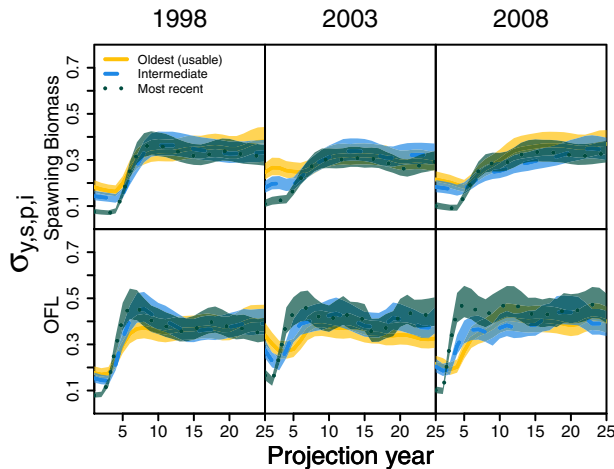 1998 2003 2008
Oldest (usable)
Intermediate
Most recent
0.1 0.3 0.5 0.7
Spawning Biomass
σy,s,p,i
0.1 0.3 0.5 0.7
OFL
5 10 15 20 25 5 10 15 20 25 5 10 15 20 25
Projection year